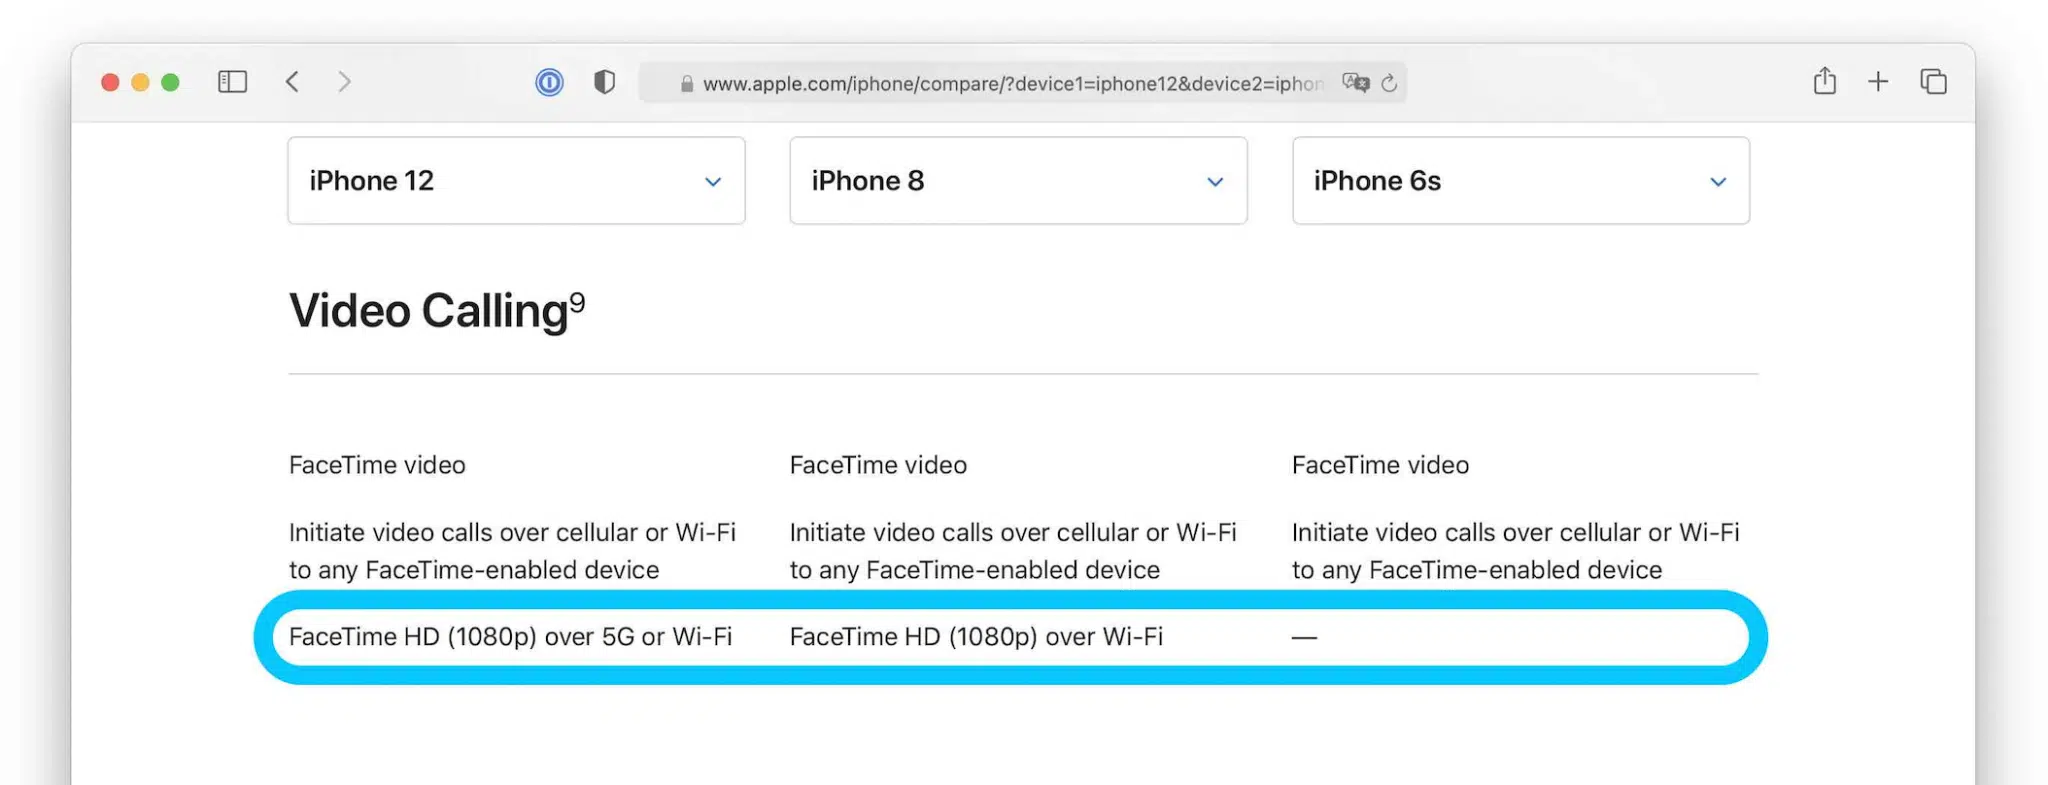 www.apple.com/iphone/compare/?device1=iphone12&device2=iphon
iPhone 12
iPhone 8
iPhone 6s
Video Calling⁹
FaceTime video
FaceTime video
FaceTime video
Initiate video calls over cellular or Wi-Fi
to any FaceTime-enabled device
Initiate video calls over cellular or Wi-Fi
to any FaceTime-enabled device
Initiate video calls over cellular or Wi-Fi
to any FaceTime-enabled device
FaceTime HD (1080p) over 5G or Wi-Fi
FaceTime HD (1080p) over Wi-Fi
—